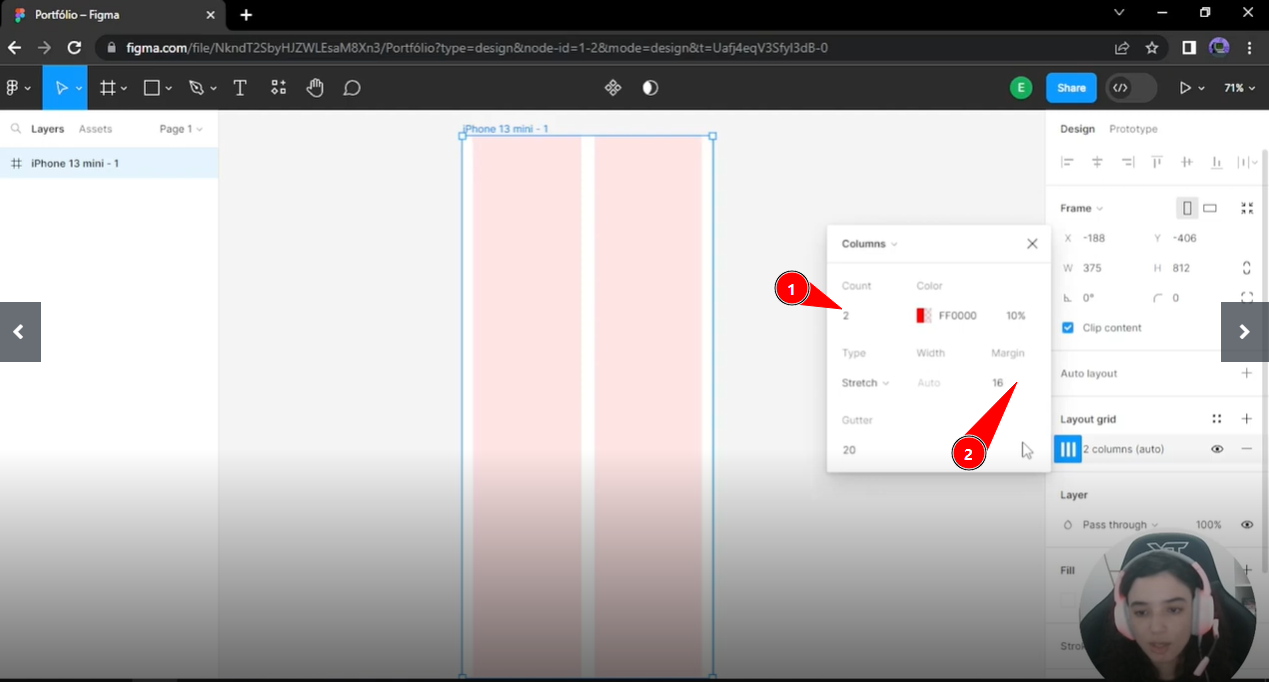 Portfólio – Figma
figma.com/file/NkndT2SbyHJZWLEsaM8Xn3/Portfólio?type=design&node-id=1-2&mode=design&t=Uafj4eqV3SfyI3dB-0
T
E
Share
</>
71%
Layers Assets Page 1
iPhone 13 mini - 1
iPhone 13 mini - 1
Columns
Count Color
2 FF0000 10%
Type Width Margin
Stretch Auto 16
Gutter
20
1
2
Design Prototype
Frame
X -188 Y -406
W 375 H 812
0° 0
Clip content
Auto layout
Layout grid
2 columns (auto)
Layer
Pass through 100%
Fill